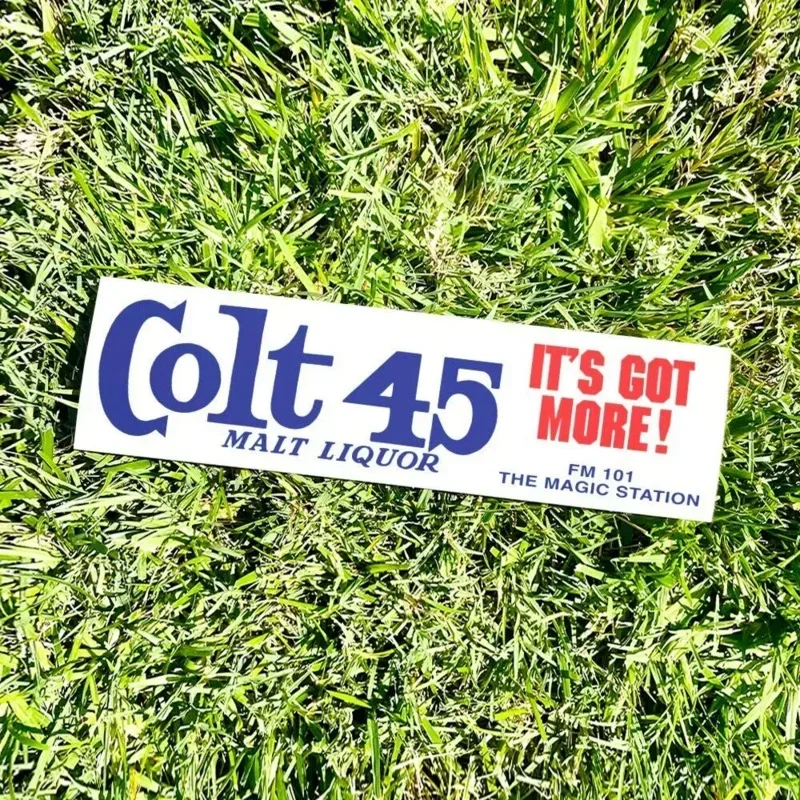 Colt 45
MALT LIQUOR
IT'S GOT
MORE!
FM 101
THE MAGIC STATION